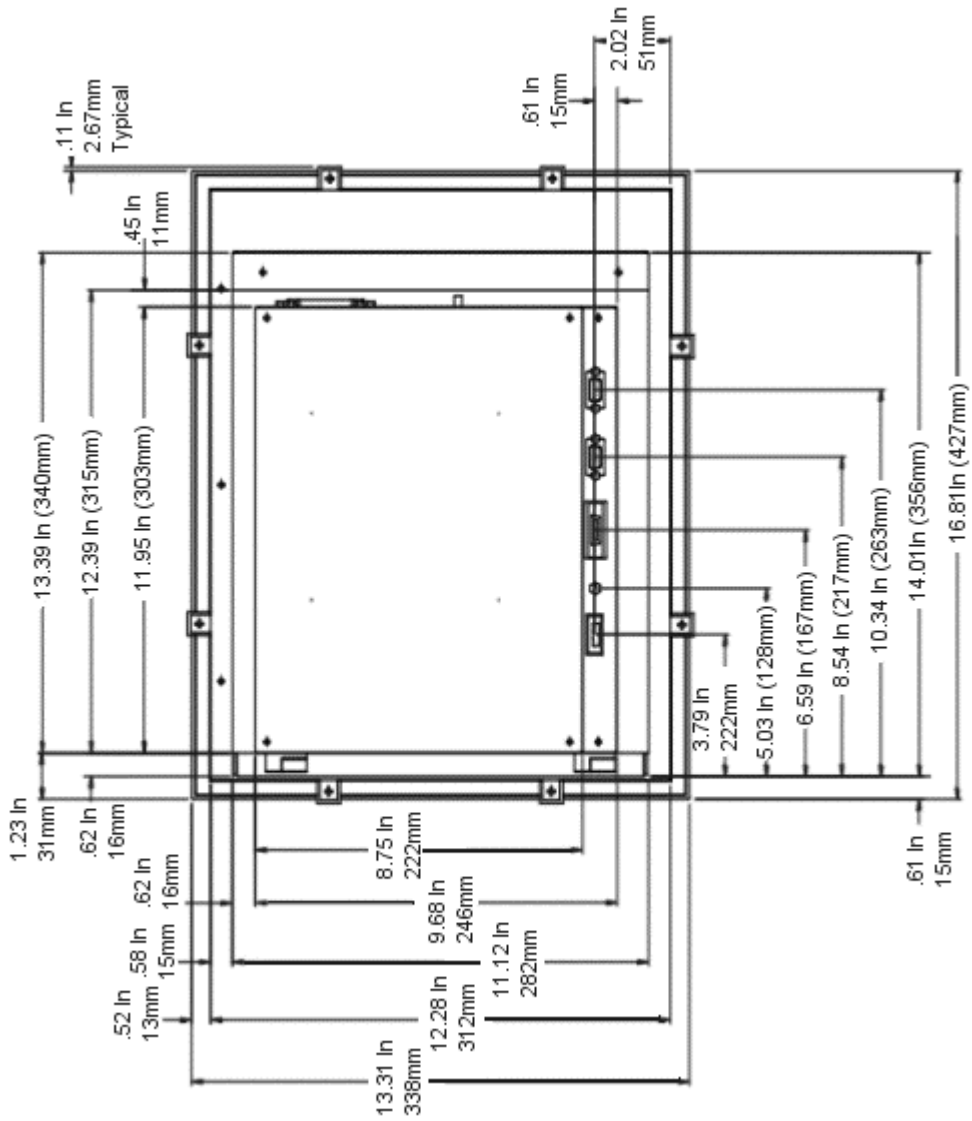 .11 In
2.67mm
Typical
.45 In
11mm
13.39 In (340mm)
12.39 In (315mm)
11.95 In (303mm)
.61 In
15mm
2.02 In
51mm
1.23 In
31mm
.62 In
16mm
.62 In
16mm
.58 In
15mm
.52 In
13mm
8.75 In
222mm
9.68 In
246mm
11.12 In
282mm
12.28 In
312mm
13.31 In
338mm
3.79 In
222mm
5.03 In (128mm)
6.59 In (167mm)
8.54 In (217mm)
10.34 In (263mm)
14.01In (356mm)
16.81In (427mm)
.61 In
15mm